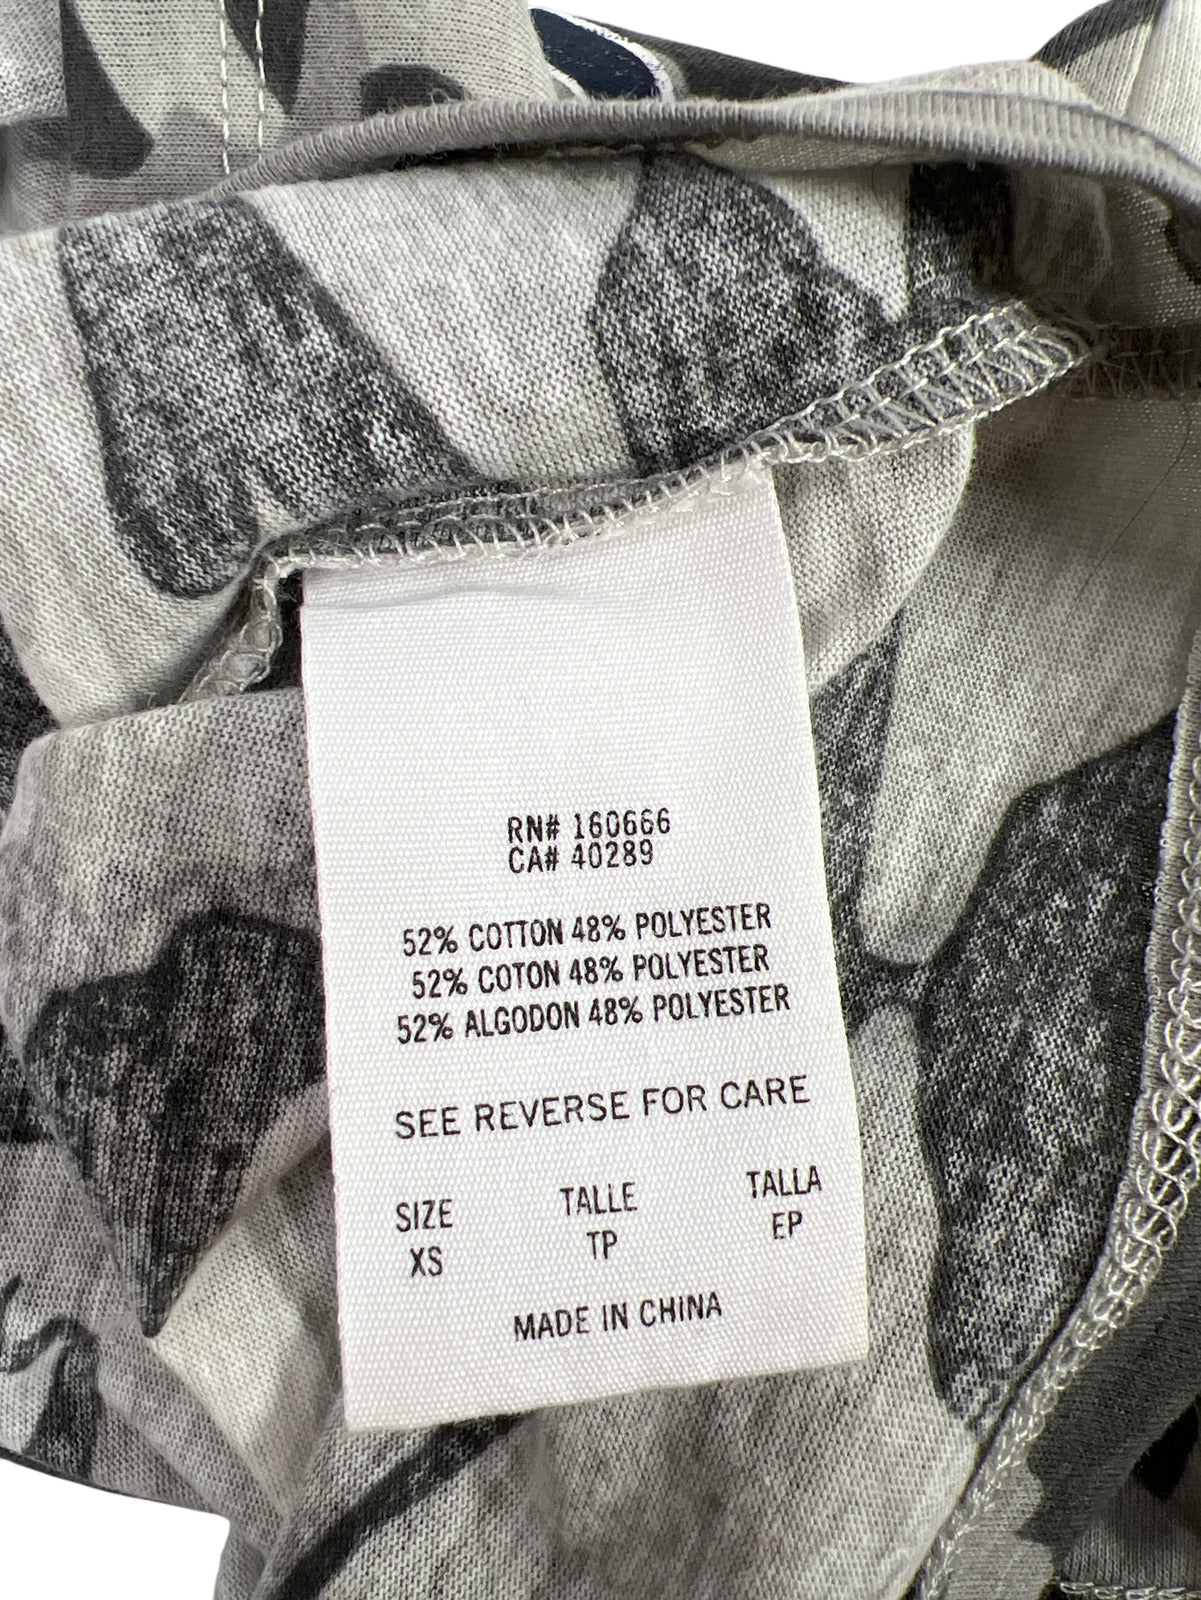 RN# 160666
CA# 40289
52% COTTON 48% POLYESTER
52% COTON 48% POLYESTER
52% ALGODON 48% POLYESTER
SEE REVERSE FOR CARE
SIZE TALLE TALLA
XS TP EP
MADE IN CHINA